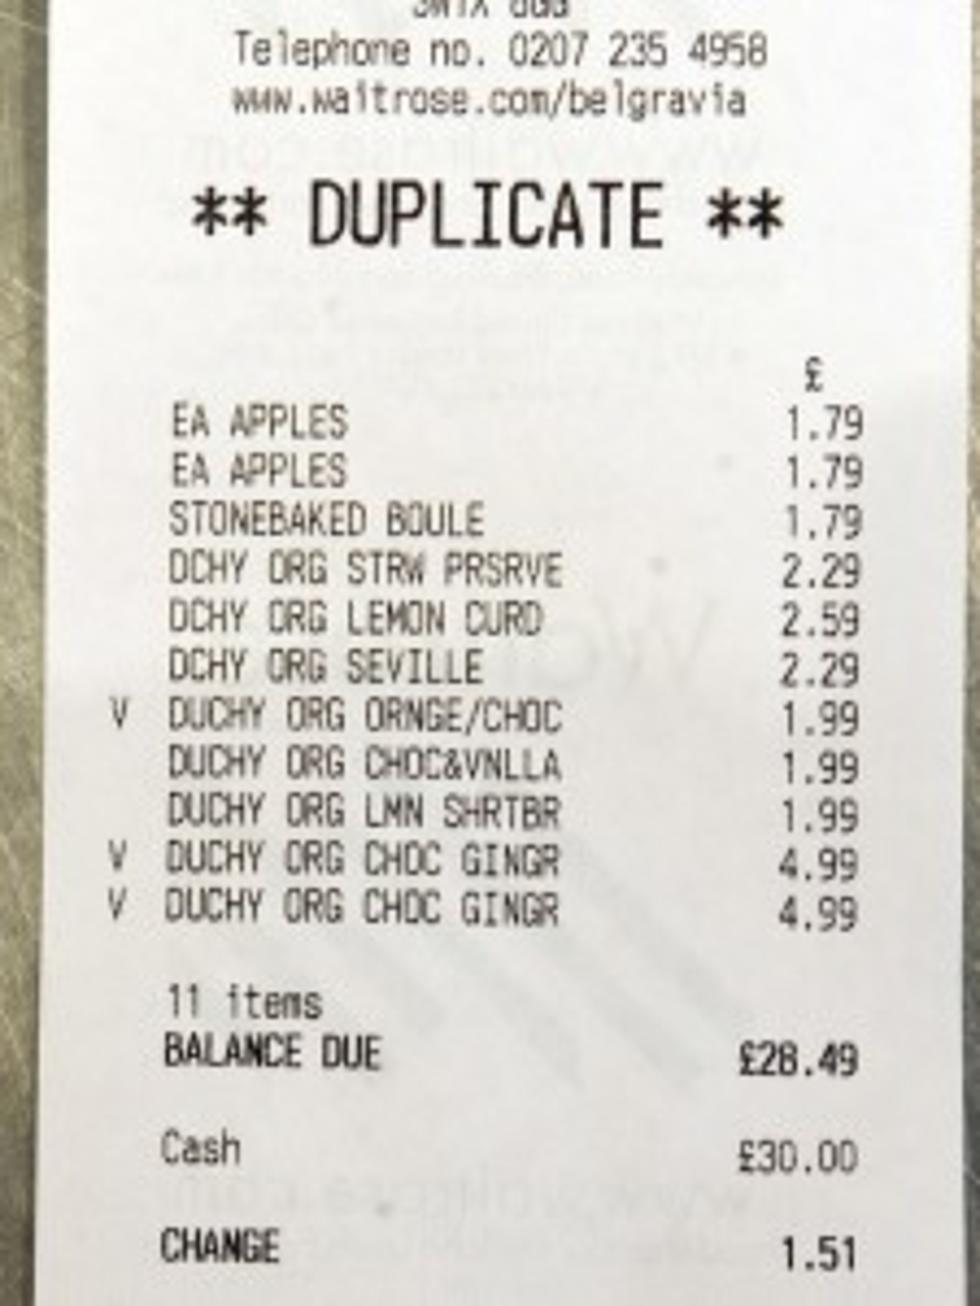 Telephone no. 0207 235 4958
www.waitrose.com/belgravia
** DUPLICATE **
£
EA APPLES 1.79
EA APPLES 1.79
STONEBAKED BOULE 1.79
DCHY ORG STRW PRSRVE 2.29
DCHY ORG LEMON CURD 2.59
DCHY ORG SEVILLE 2.29
V DUCHY ORG ORNGE/CHOC 1.99
DUCHY ORG CHOC&VNLLA 1.99
DUCHY ORG LMN SHRTBR 1.99
V DUCHY ORG CHOC GINGR 4.99
V DUCHY ORG CHOC GINGR 4.99
11 items
BALANCE DUE £28.49
Cash £30.00
CHANGE 1.51